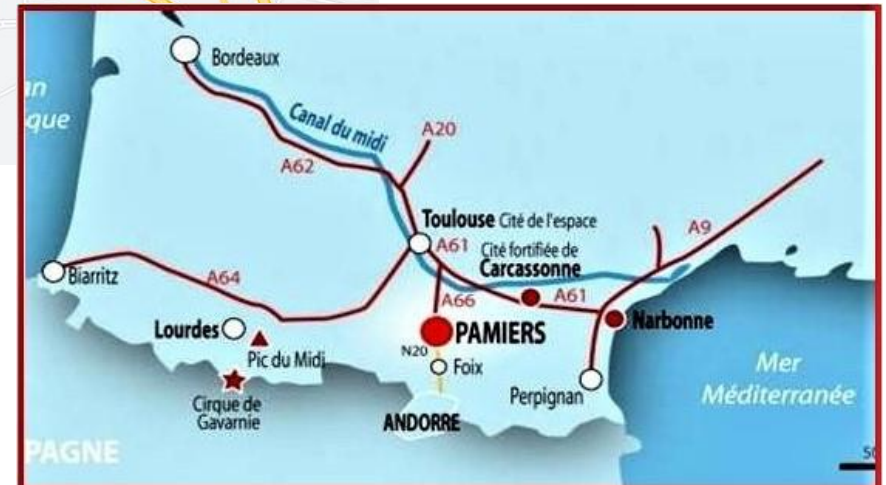 Bordeaux
que
Canal du midi
A20
A62
Toulouse Cité de l'espace
A9
A61
Cité fortifiée de
Carcassonne
Biarritz
A64
A66
A61
Lourdes
PAMIERS
Narbonne
N20
Pic du Midi
Foix
Mer
Méditerranée
Perpignan
Cirque de
Gavarnie
ANDORRE
PAGNE